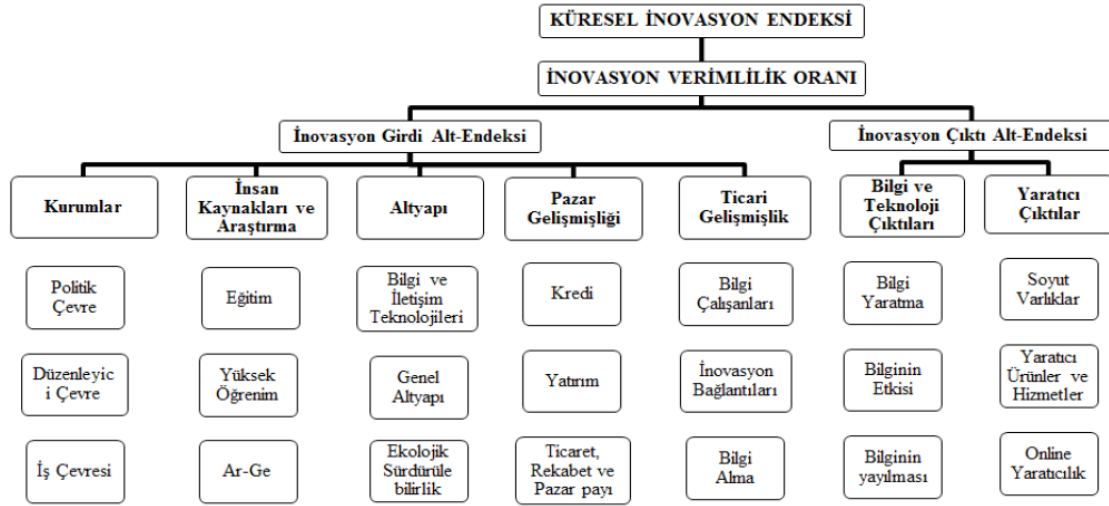 KÜRESEL İNOVASYON ENDEKSİ
İNOVASYON VERİMLİLİK ORANI
İnovasyon Girdi Alt-Endeksi
İnovasyon Çıktı Alt-Endeksi
Kurumlar
İnsan
Kaynakları ve
Araştırma
Altyapı
Pazar
Gelişmişliği
Ticari
Gelişmişlik
Bilgi ve
Teknoloji
Çıktıları
Yaratıcı
Çıktılar
Politik
Çevre
Eğitim
Bilgi ve
İletişim
Teknolojileri
Kredi
Bilgi
Çalışanları
Bilgi
Yaratma
Soyut
Varlıklar
Düzenleyic
i Çevre
Yüksek
Öğrenim
Genel
Altyapı
Yatırım
İnovasyon
Bağlantıları
Bilginin
Etkisi
Yaratıcı
Ürünler ve
Hizmetler
İş Çevresi
Ar-Ge
Ekolojik
Sürdürüle
bilirlik
Ticaret,
Rekabet ve
Pazar payı
Bilgi
Alma
Bilginin
yayılması
Online
Yaratıcılık